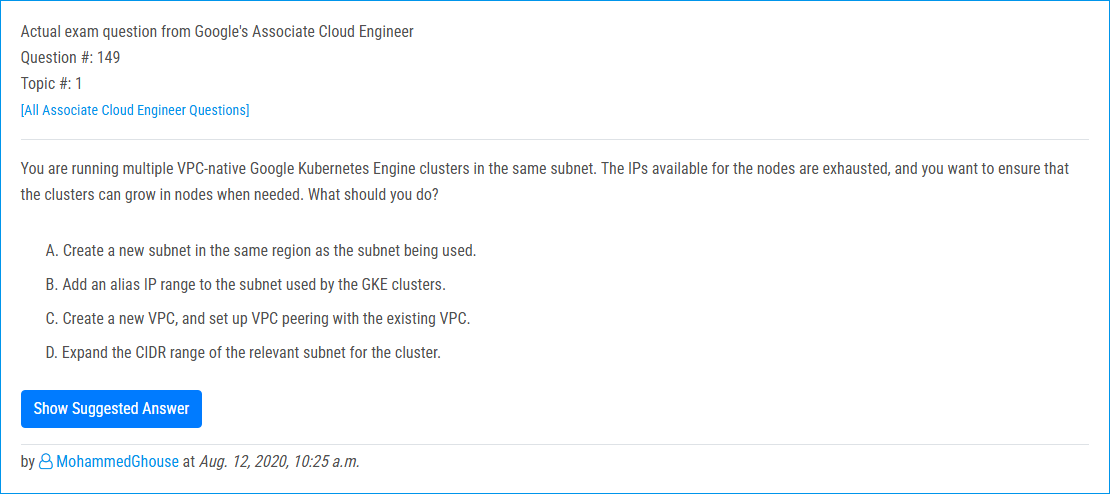 Actual exam question from Google's Associate Cloud Engineer
Question #: 149
Topic #: 1
[All Associate Cloud Engineer Questions]
You are running multiple VPC-native Google Kubernetes Engine clusters in the same subnet. The IPs available for the nodes are exhausted, and you want to ensure that
the clusters can grow in nodes when needed. What should you do?
A. Create a new subnet in the same region as the subnet being used.
B. Add an alias IP range to the subnet used by the GKE clusters.
C. Create a new VPC, and set up VPC peering with the existing VPC.
D. Expand the CIDR range of the relevant subnet for the cluster.
Show Suggested Answer
by MohammedGhouse at Aug. 12, 2020, 10:25 a.m.